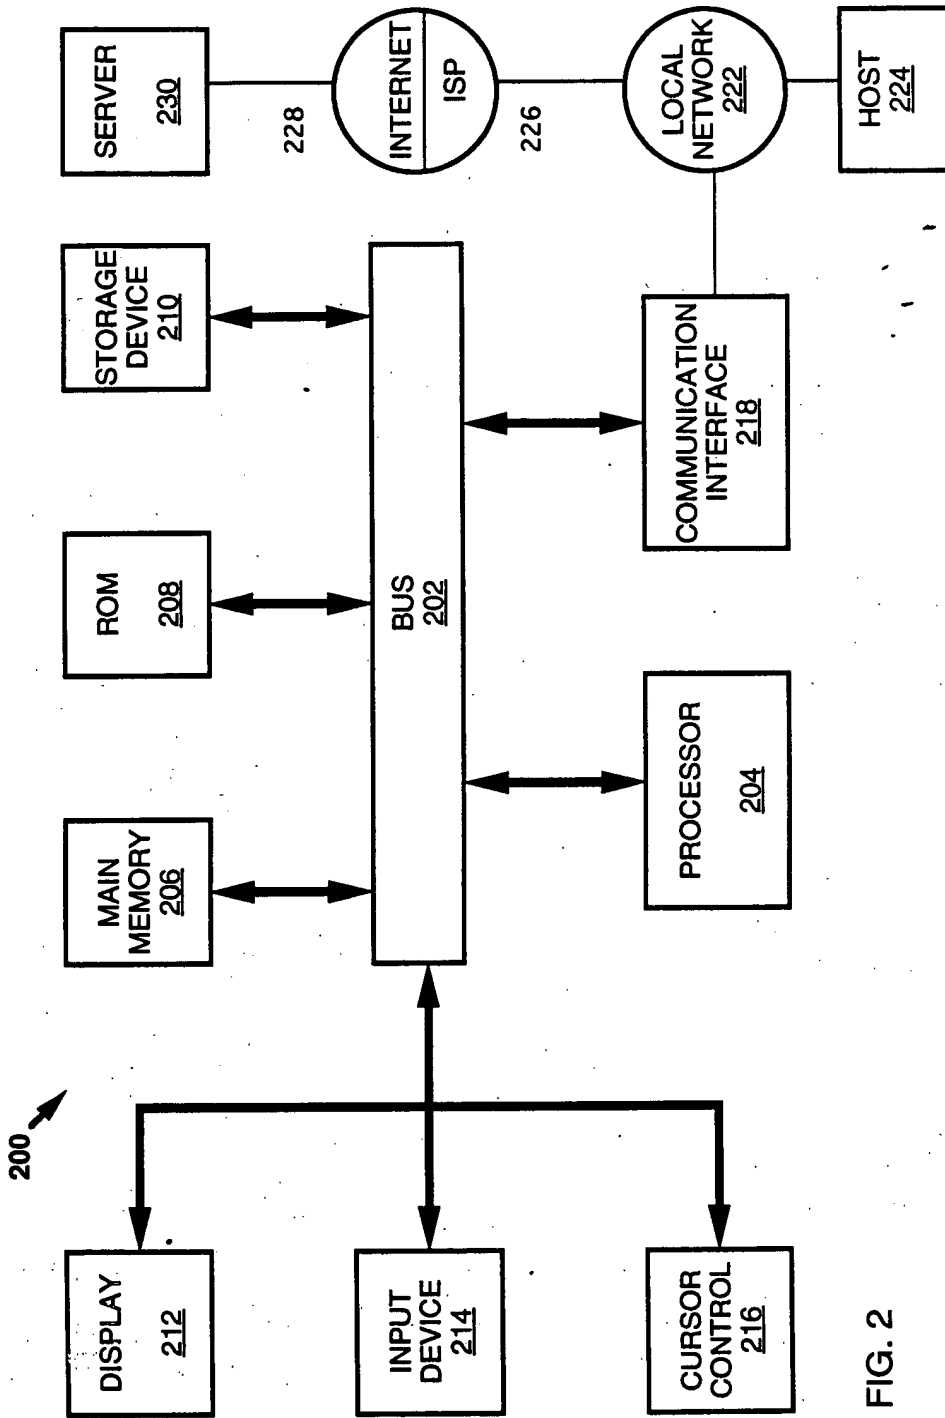 200
DISPLAY
212
MAIN
MEMORY
206
ROM
208
STORAGE
DEVICE
210
SERVER
230
228
INPUT
DEVICE
214
BUS
202
INTERNET
ISP
226
CURSOR
CONTROL
216
PROCESSOR
204
COMMUNICATION
INTERFACE
218
LOCAL
NETWORK
222
HOST
224
FIG. 2